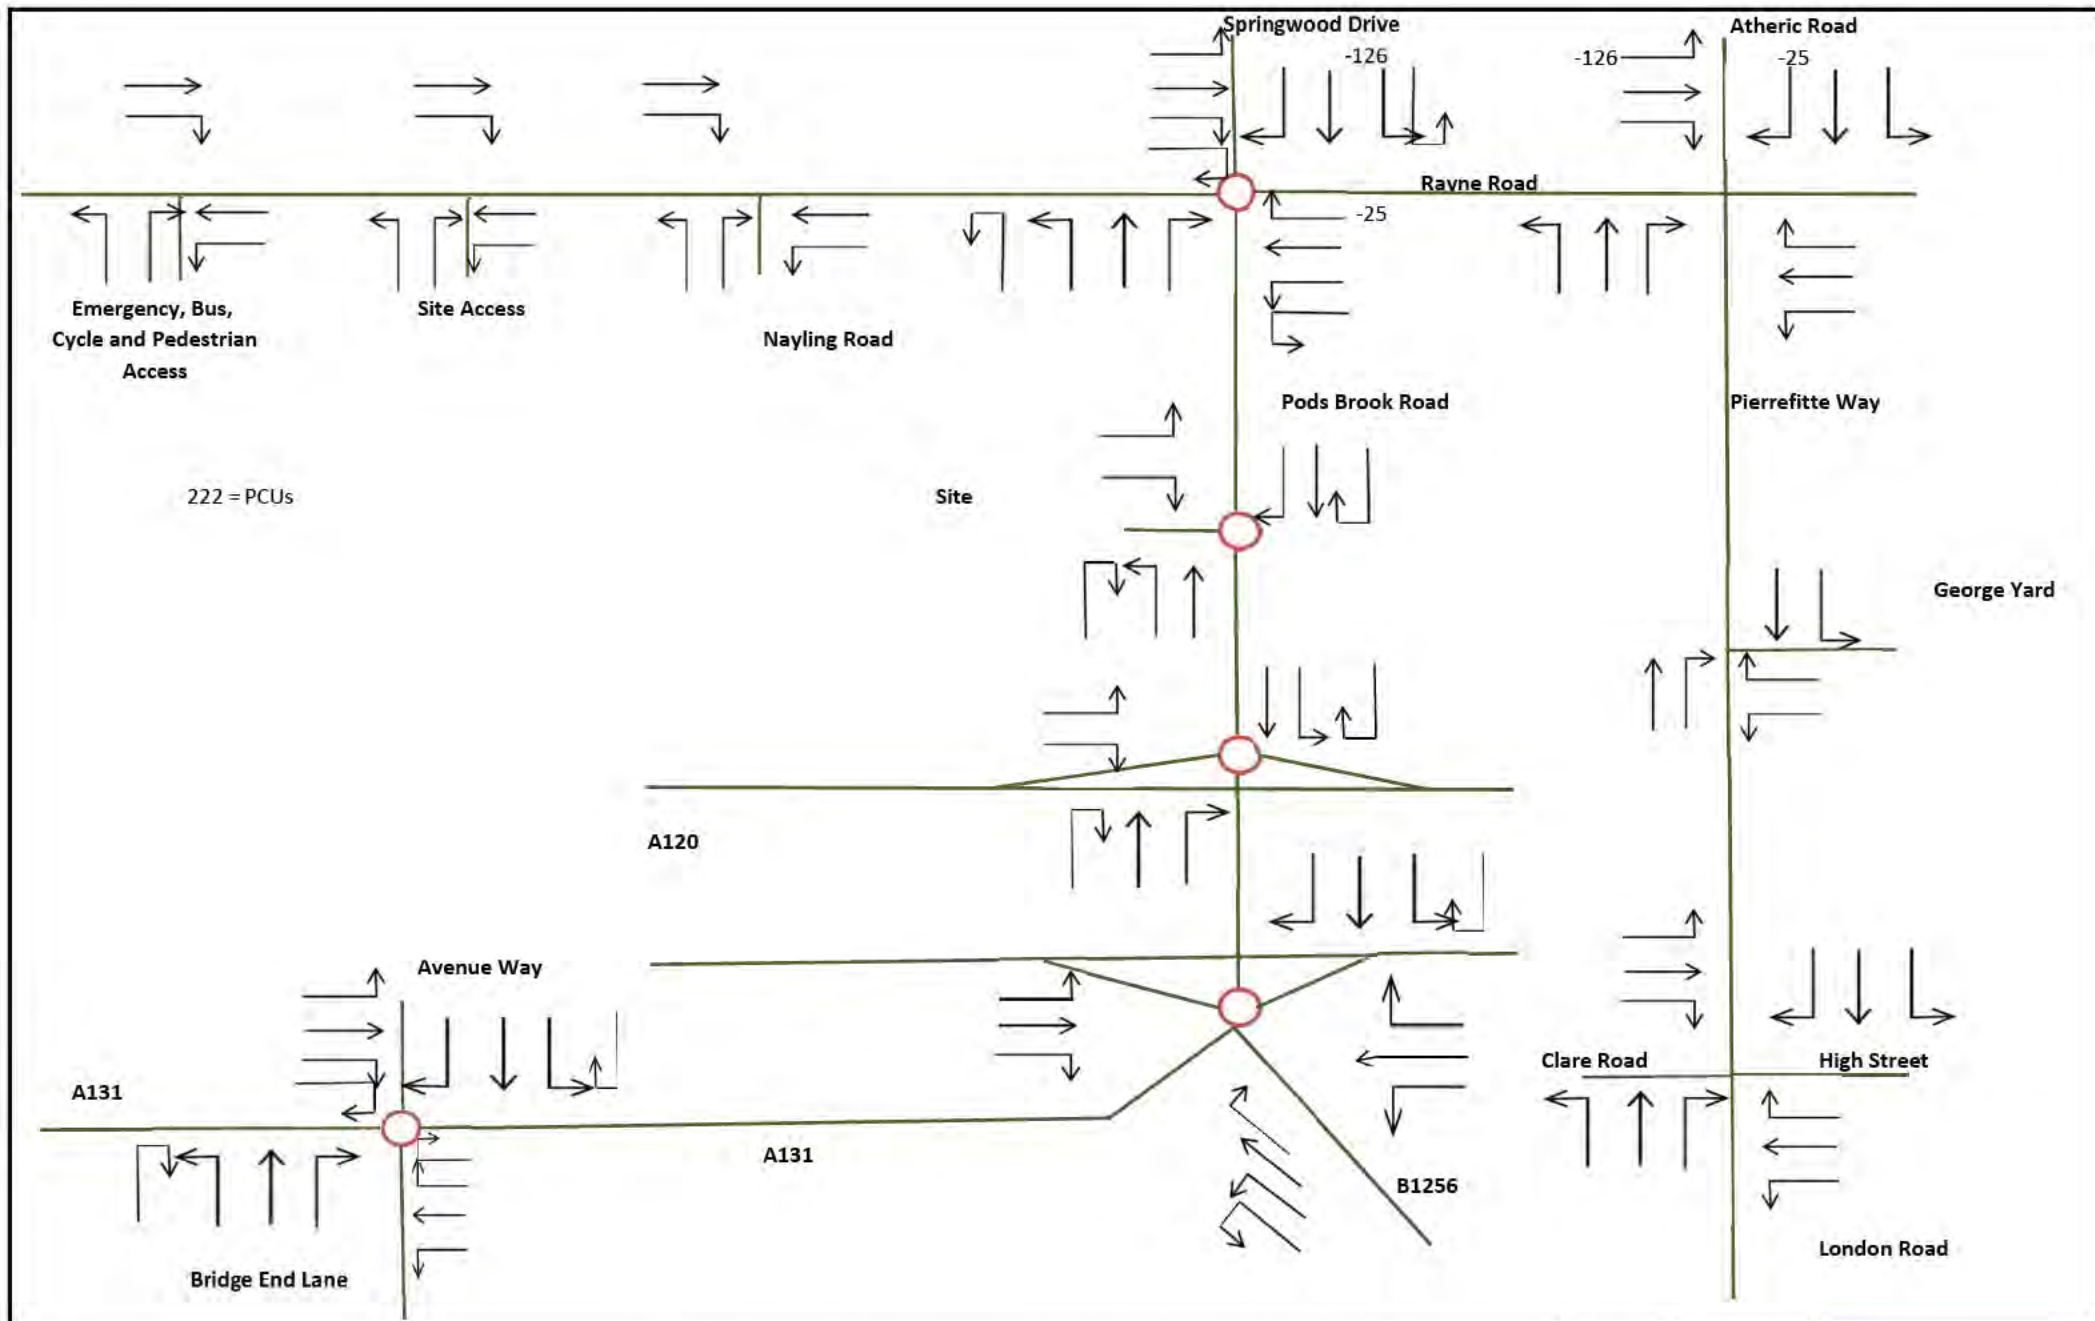 Springwood Drive
Atheric Road
-126
-126
-25
Rayne Road
-25
Emergency, Bus,
Cycle and Pedestrian
Access
Site Access
Nayling Road
Pods Brook Road
Pierrefitte Way
222 = PCUs
Site
George Yard
A120
Avenue Way
Clare Road
High Street
A131
A131
B1256
London Road
Bridge End Lane